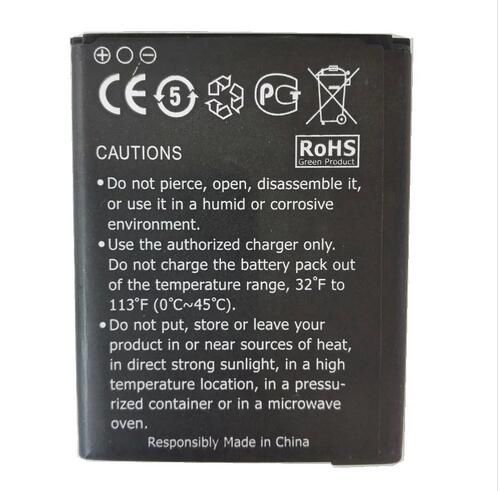 CE 5 PCT
CAUTIONS
RoHS
Green Product
• Do not pierce, open, disassemble it,
or use it in a humid or corrosive
environment.
• Use the authorized charger only.
Do not charge the battery pack out
of the temperature range, 32˚F to
113˚F (0˚C~45˚C).
• Do not put, store or leave your
product in or near sources of heat,
in direct strong sunlight, in a high
temperature location, in a pressu-
rized container or in a microwave
oven.
Responsibly Made in China